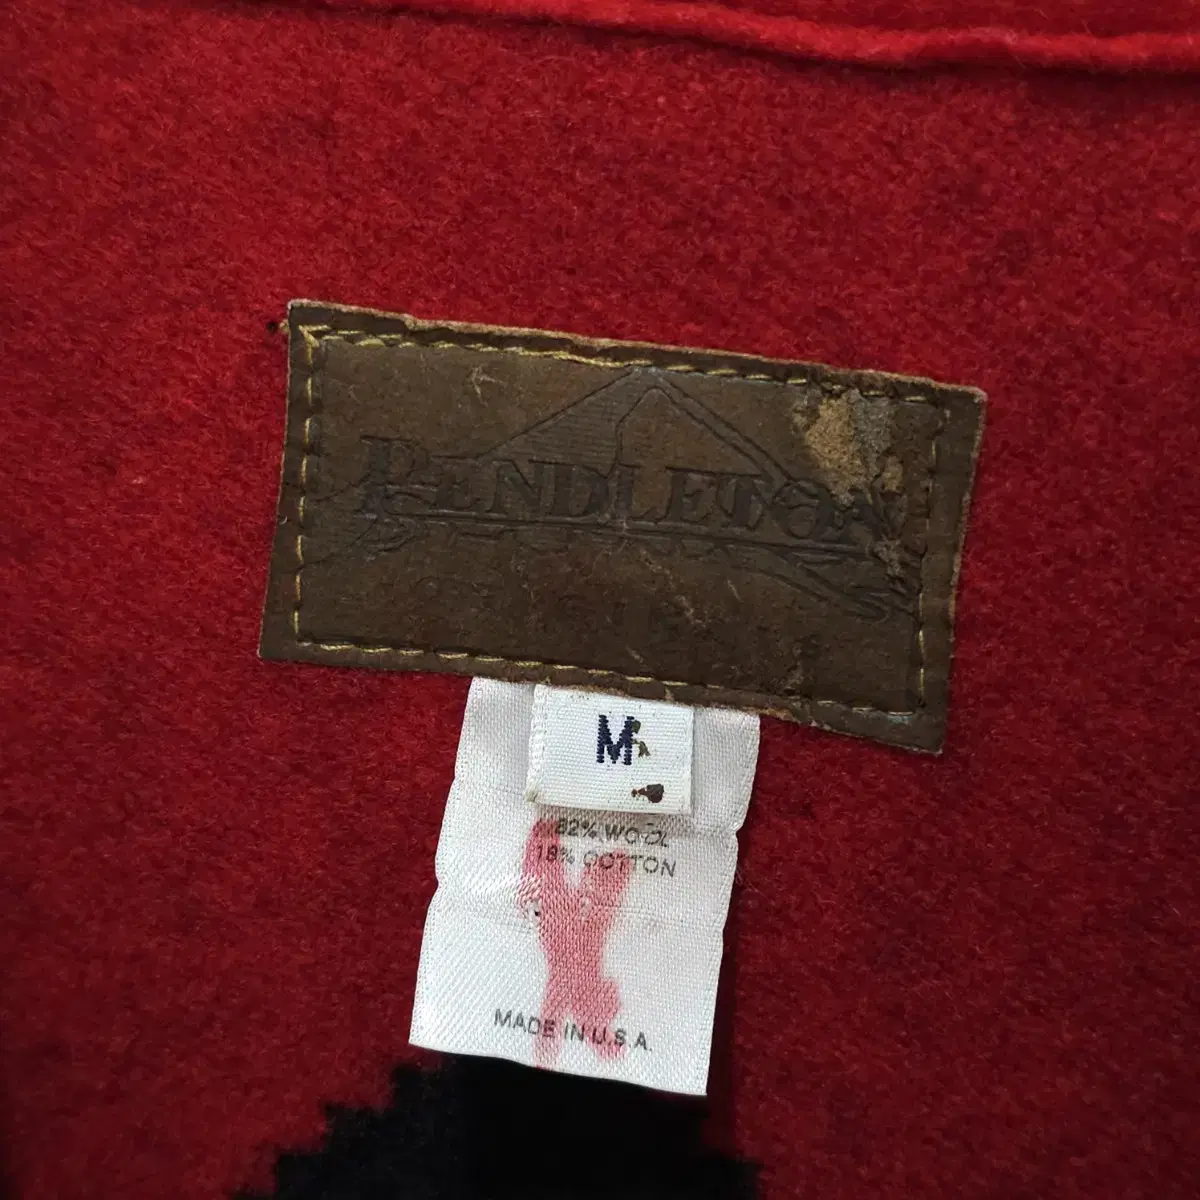 PENDLETON
M
82% WOOL
18% COTTON
MADE IN U.S.A.